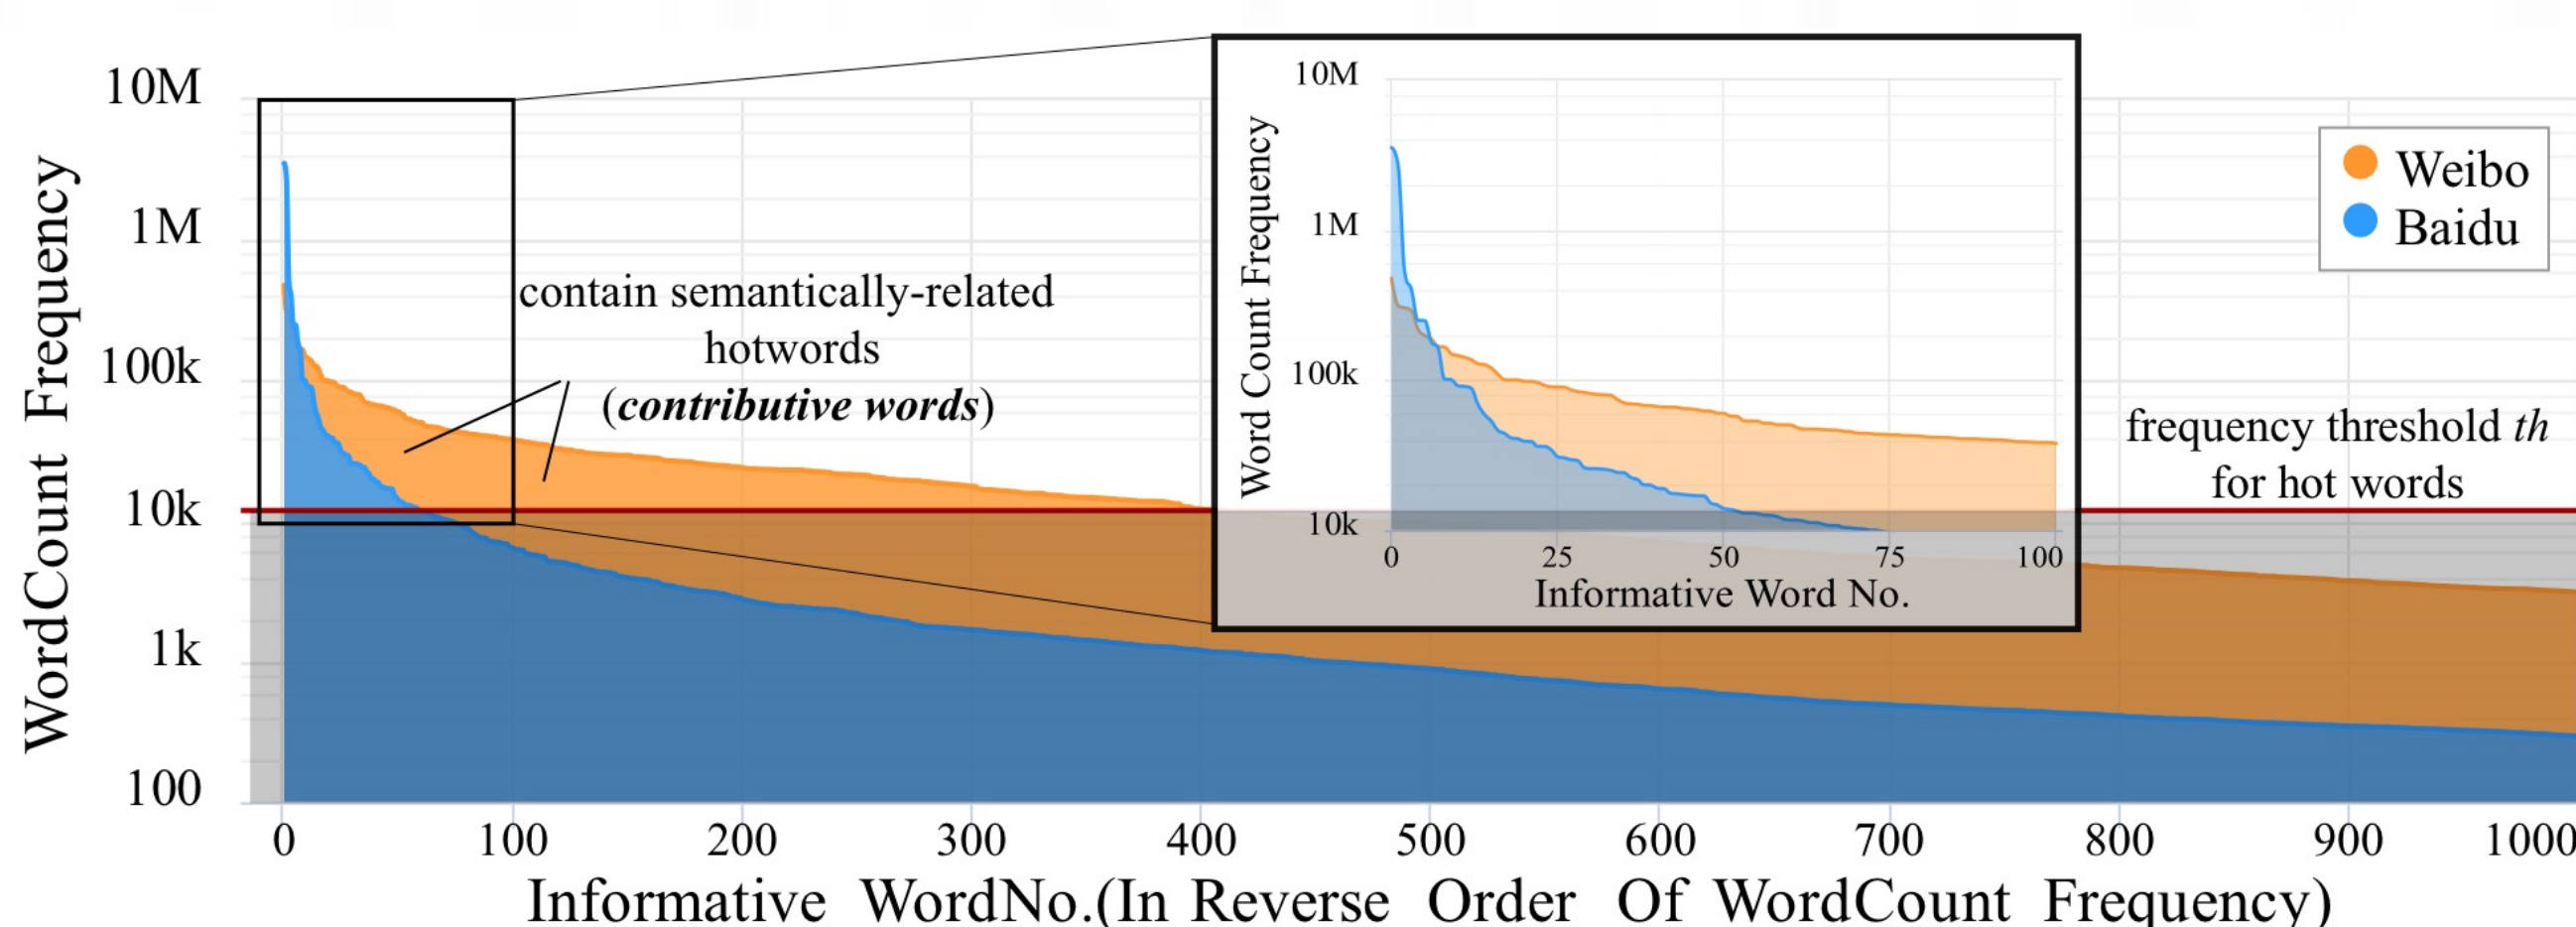 10M
1M
100k
10k
1k
100
WordCount Frequency
0 100 200 300 400 500 600 700 800 900 1000
Informative WordNo.(In Reverse Order Of WordCount Frequency)
contain semantically-related
hotwords
(contributive words)
10M
1M
100k
10k
Word Count Frequency
0 25 50 75 100
Informative Word No.
Weibo
Baidu
frequency threshold th
for hot words